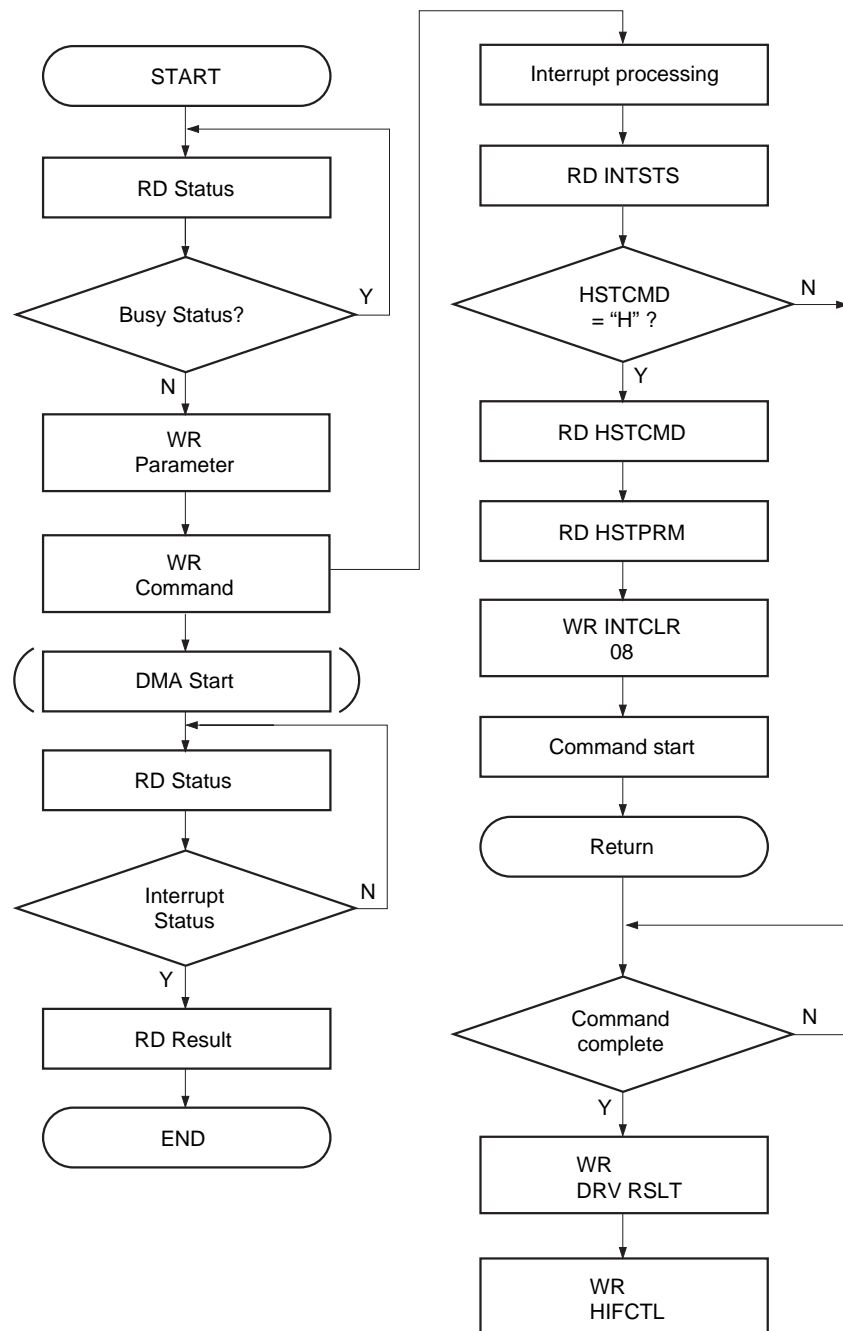 START
RD Status
Busy Status?
Y
N
WR
Parameter
WR
Command
DMA Start
RD Status
Interrupt
Status
N
Y
RD Result
END
Interrupt processing
RD INTSTS
HSTCMD
= “H” ?
N
Y
RD HSTCMD
RD HSTPRM
WR INTCLR
08
Command start
Return
Command
complete
N
Y
WR
DRV RSLT
WR
HIFCTL